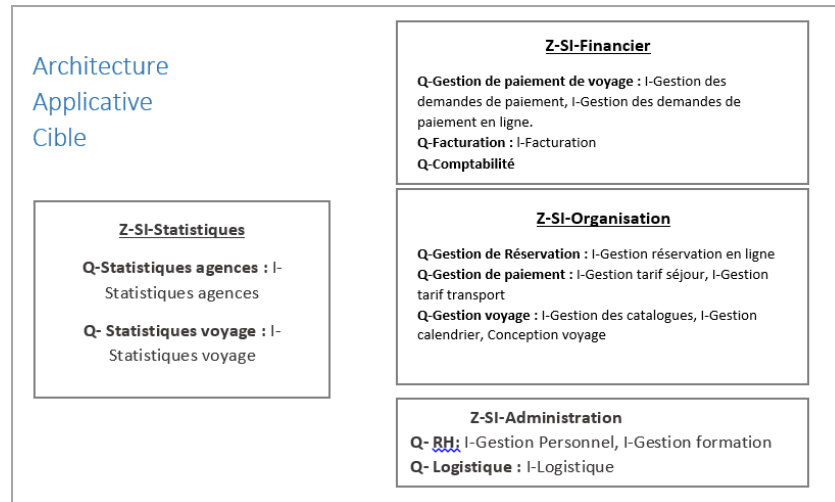 Architecture
Applicative
Cible
Z-SI-Statistiques
Q-Statistiques agences : I-
Statistiques agences
Q- Statistiques voyage : I-
Statistiques voyage
Z-SI-Financier
Q-Gestion de paiement de voyage : I-Gestion des
demandes de paiement, I-Gestion des demandes de
paiement en ligne.
Q-Facturation : I-Facturation
Q-Comptabilité
Z-SI-Organisation
Q-Gestion de Réservation : I-Gestion réservation en ligne
Q-Gestion de paiement : I-Gestion tarif séjour, I-Gestion
tarif transport
Q-Gestion voyage : I-Gestion des catalogues, I-Gestion
calendrier, Conception voyage
Z-SI-Administration
Q- RH: I-Gestion Personnel, I-Gestion formation
Q- Logistique : I-Logistique